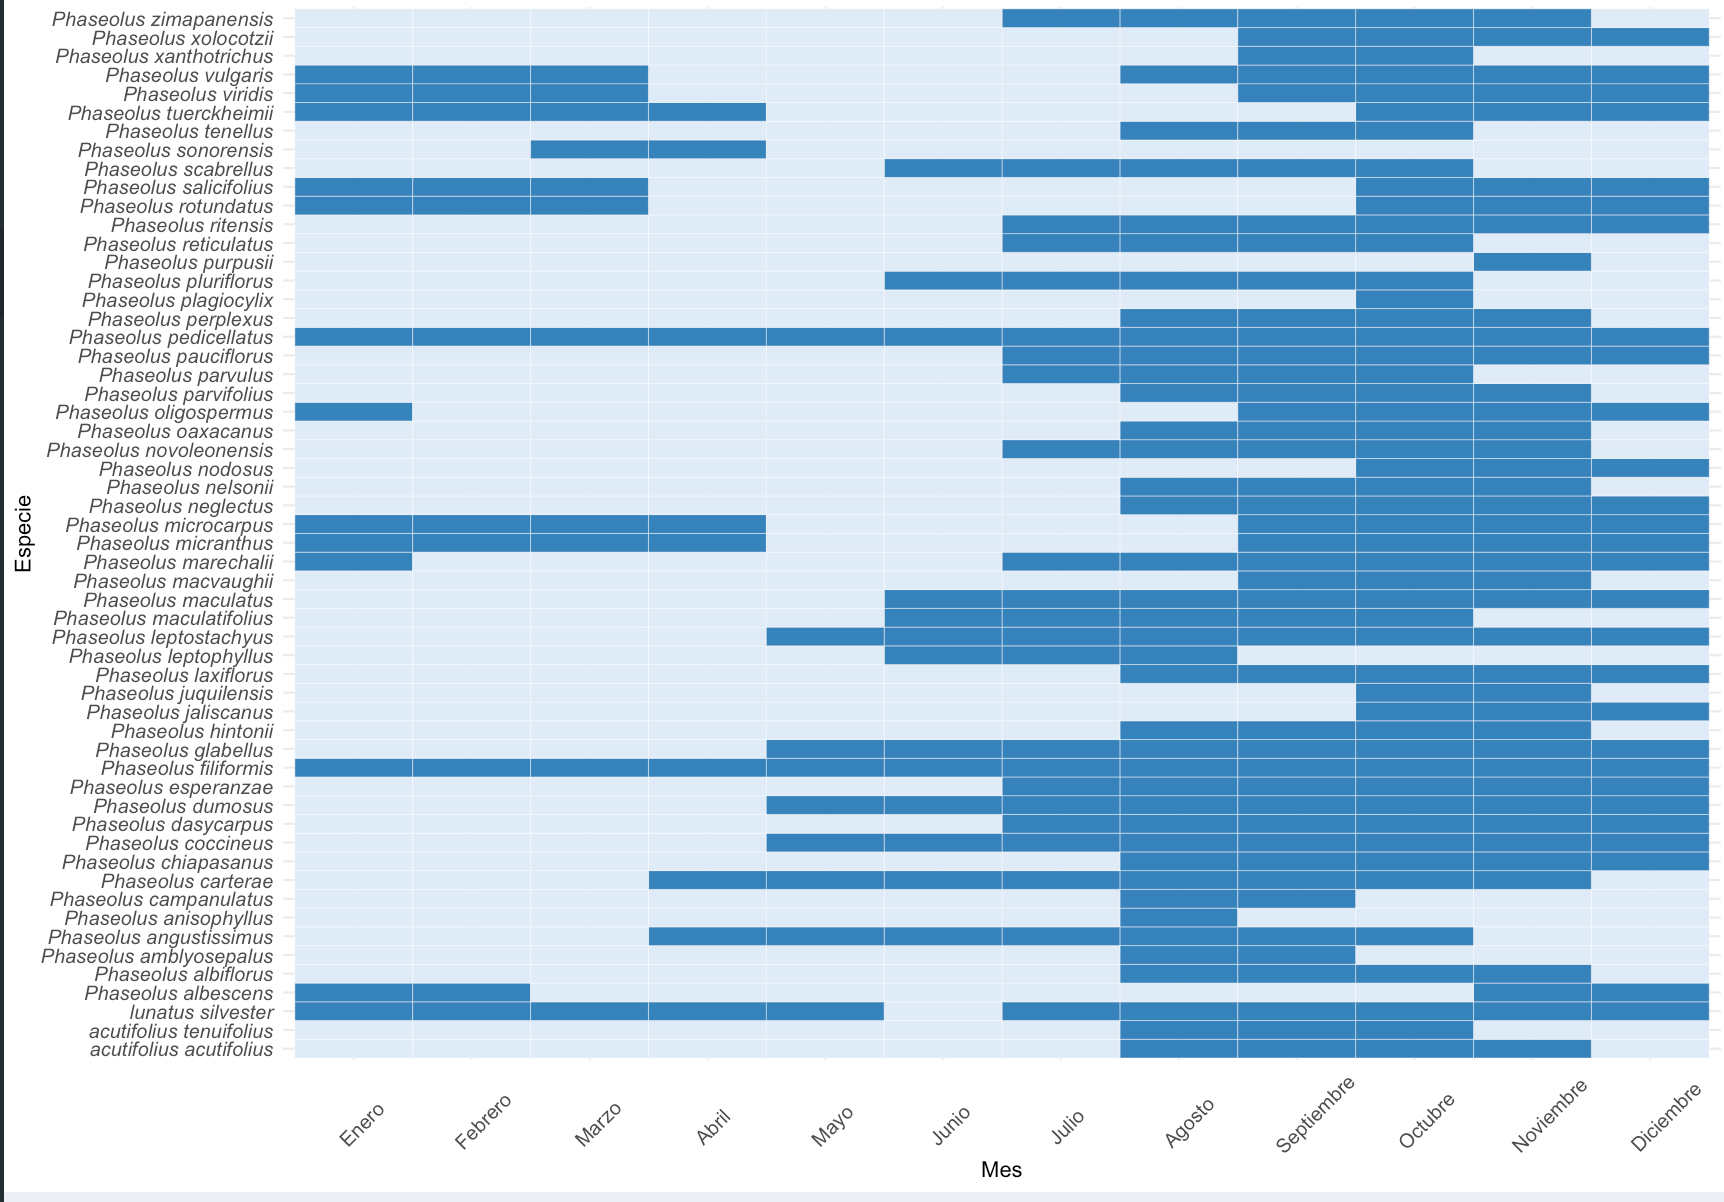 Phaseolus zimapanensis
Phaseolus xolocotzii
Phaseolus xanthotrichus
Phaseolus vulgaris
Phaseolus viridis
Phaseolus tuerckheimii
Phaseolus tenellus
Phaseolus sonorensis
Phaseolus scabrellus
Phaseolus salicifolius
Phaseolus rotundatus
Phaseolus ritensis
Phaseolus reticulatus
Phaseolus purpusii
Phaseolus pluriflorus
Phaseolus plagiocylix
Phaseolus perplexus
Phaseolus pedicellatus
Phaseolus pauciflorus
Phaseolus parvulus
Phaseolus parvifolius
Phaseolus oligospermus
Phaseolus oaxacanus
Phaseolus novoleonensis
Phaseolus nodosus
Phaseolus nelsonii
Phaseolus neglectus
Phaseolus microcarpus
Phaseolus micranthus
Phaseolus marechalii
Phaseolus macvaughii
Phaseolus maculatus
Phaseolus maculatifolius
Phaseolus leptostachyus
Phaseolus leptophyllus
Phaseolus laxiflorus
Phaseolus juquilensis
Phaseolus jaliscanus
Phaseolus hintonii
Phaseolus glabellus
Phaseolus filiformis
Phaseolus esperanzae
Phaseolus dumosus
Phaseolus dasycarpus
Phaseolus coccineus
Phaseolus chiapasanus
Phaseolus carterae
Phaseolus campanulatus
Phaseolus anisophyllus
Phaseolus angustissimus
Phaseolus amblyosepalus
Phaseolus albiflorus
Phaseolus albescens
lunatus silvester
acutifolius tenuifolius
acutifolius acutifolius
Especie
Enero
Febrero
Marzo
Abril
Mayo
Junio
Julio
Agosto
Septiembre
Octubre
Noviembre
Diciembre
Mes